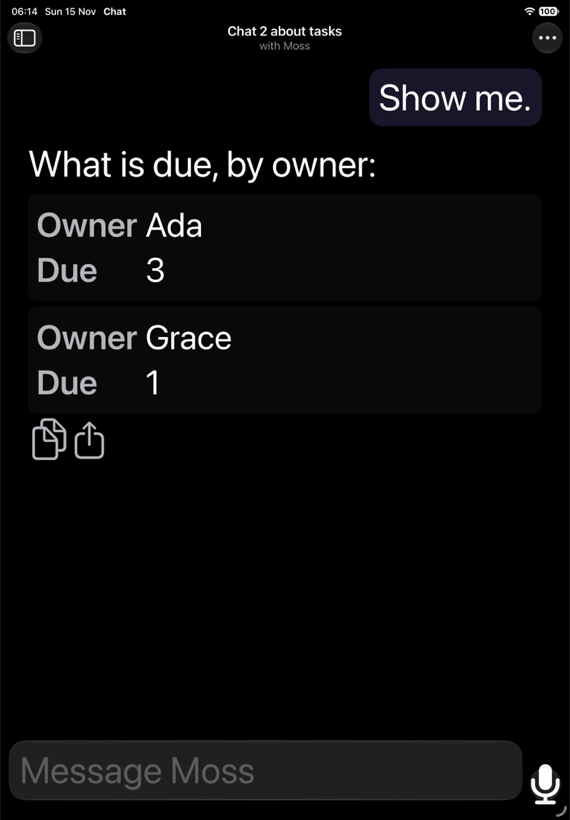 06:14 Sun 15 Nov Chat 100
Chat 2 about tasks
with Moss
Show me.
What is due, by owner:
Owner Ada
Due 3
Owner Grace
Due 1
Message Moss